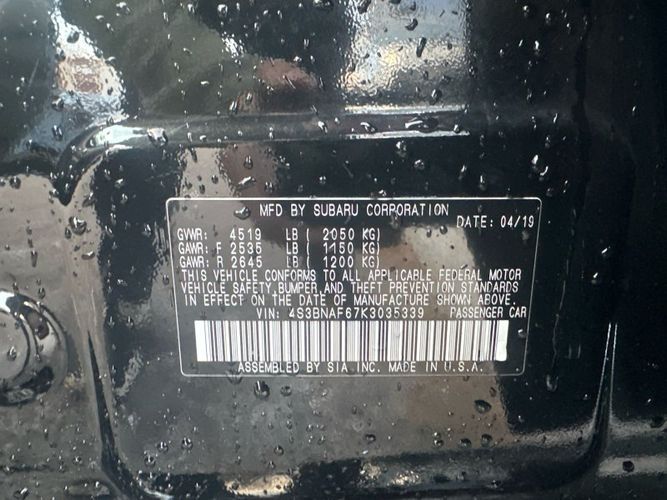 MFD BY SUBARU CORPORATION
DATE: 04/19
GVWR: 4519 LB ( 2050 KG)
GAWR: F 2535 LB ( 1150 KG)
GAWR: R 2645 LB ( 1200 KG)
THIS VEHICLE CONFORMS TO ALL APPLICABLE FEDERAL MOTOR
VEHICLE SAFETY, BUMPER, AND THEFT PREVENTION STANDARDS
IN EFFECT ON THE DATE OF MANUFACTURE SHOWN ABOVE.
VIN: 4S3BNAF67K3035339 PASSENGER CAR
ASSEMBLED BY SIA INC. MADE IN U.S.A.